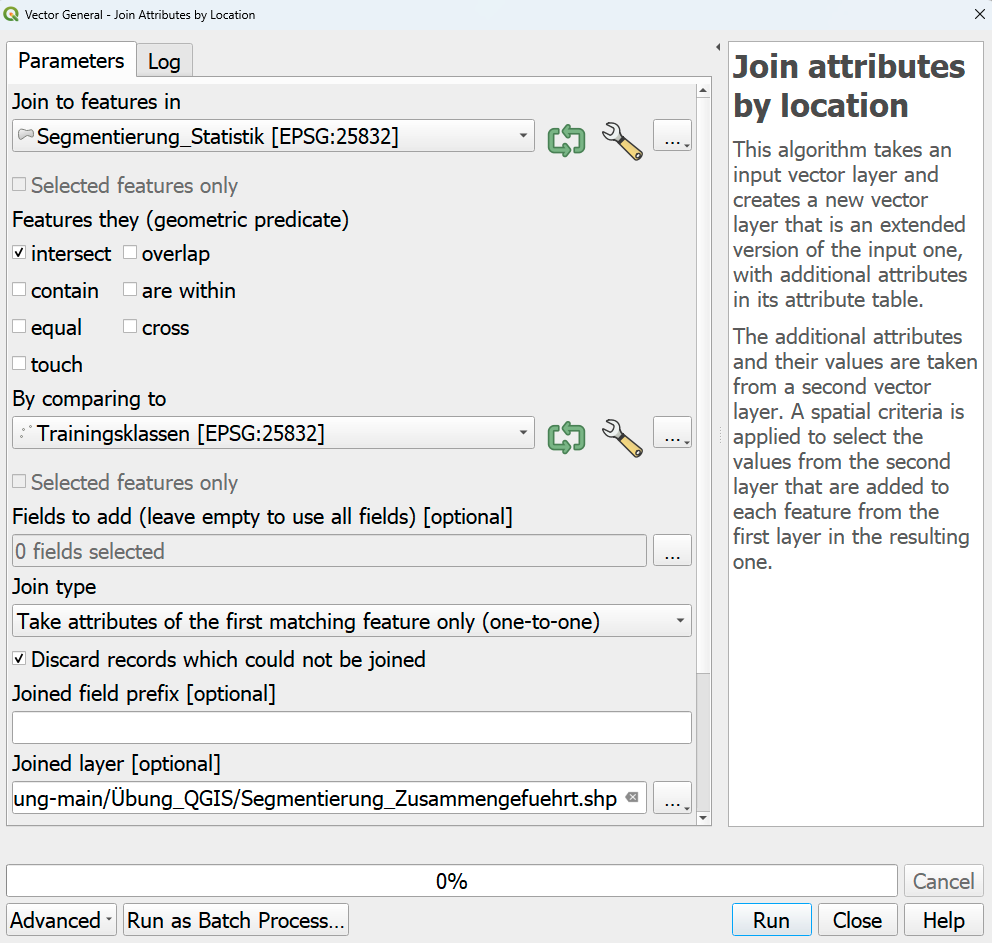 Vector General - Join Attributes by Location
Parameters
Log
Join to features in
Segmentierung_Statistik [EPSG:25832]
...
Selected features only
Features they (geometric predicate)
intersect
overlap
contain
are within
equal
cross
touch
By comparing to
Trainingsklassen [EPSG:25832]
...
Selected features only
Fields to add (leave empty to use all fields) [optional]
0 fields selected
...
Join type
Take attributes of the first matching feature only (one-to-one)
Discard records which could not be joined
Joined field prefix [optional]
Joined layer [optional]
ung-main/Übung_QGIS/Segmentierung_Zusammengefuehrt.shp
...
Join attributes
by location
This algorithm takes an
input vector layer and
creates a new vector
layer that is an extended
version of the input one,
with additional attributes
in its attribute table.
The additional attributes
and their values are taken
from a second vector
layer. A spatial criteria is
applied to select the
values from the second
layer that are added to
each feature from the
first layer in the resulting
one.
0%
Cancel
Advanced
Run as Batch Process...
Run
Close
Help